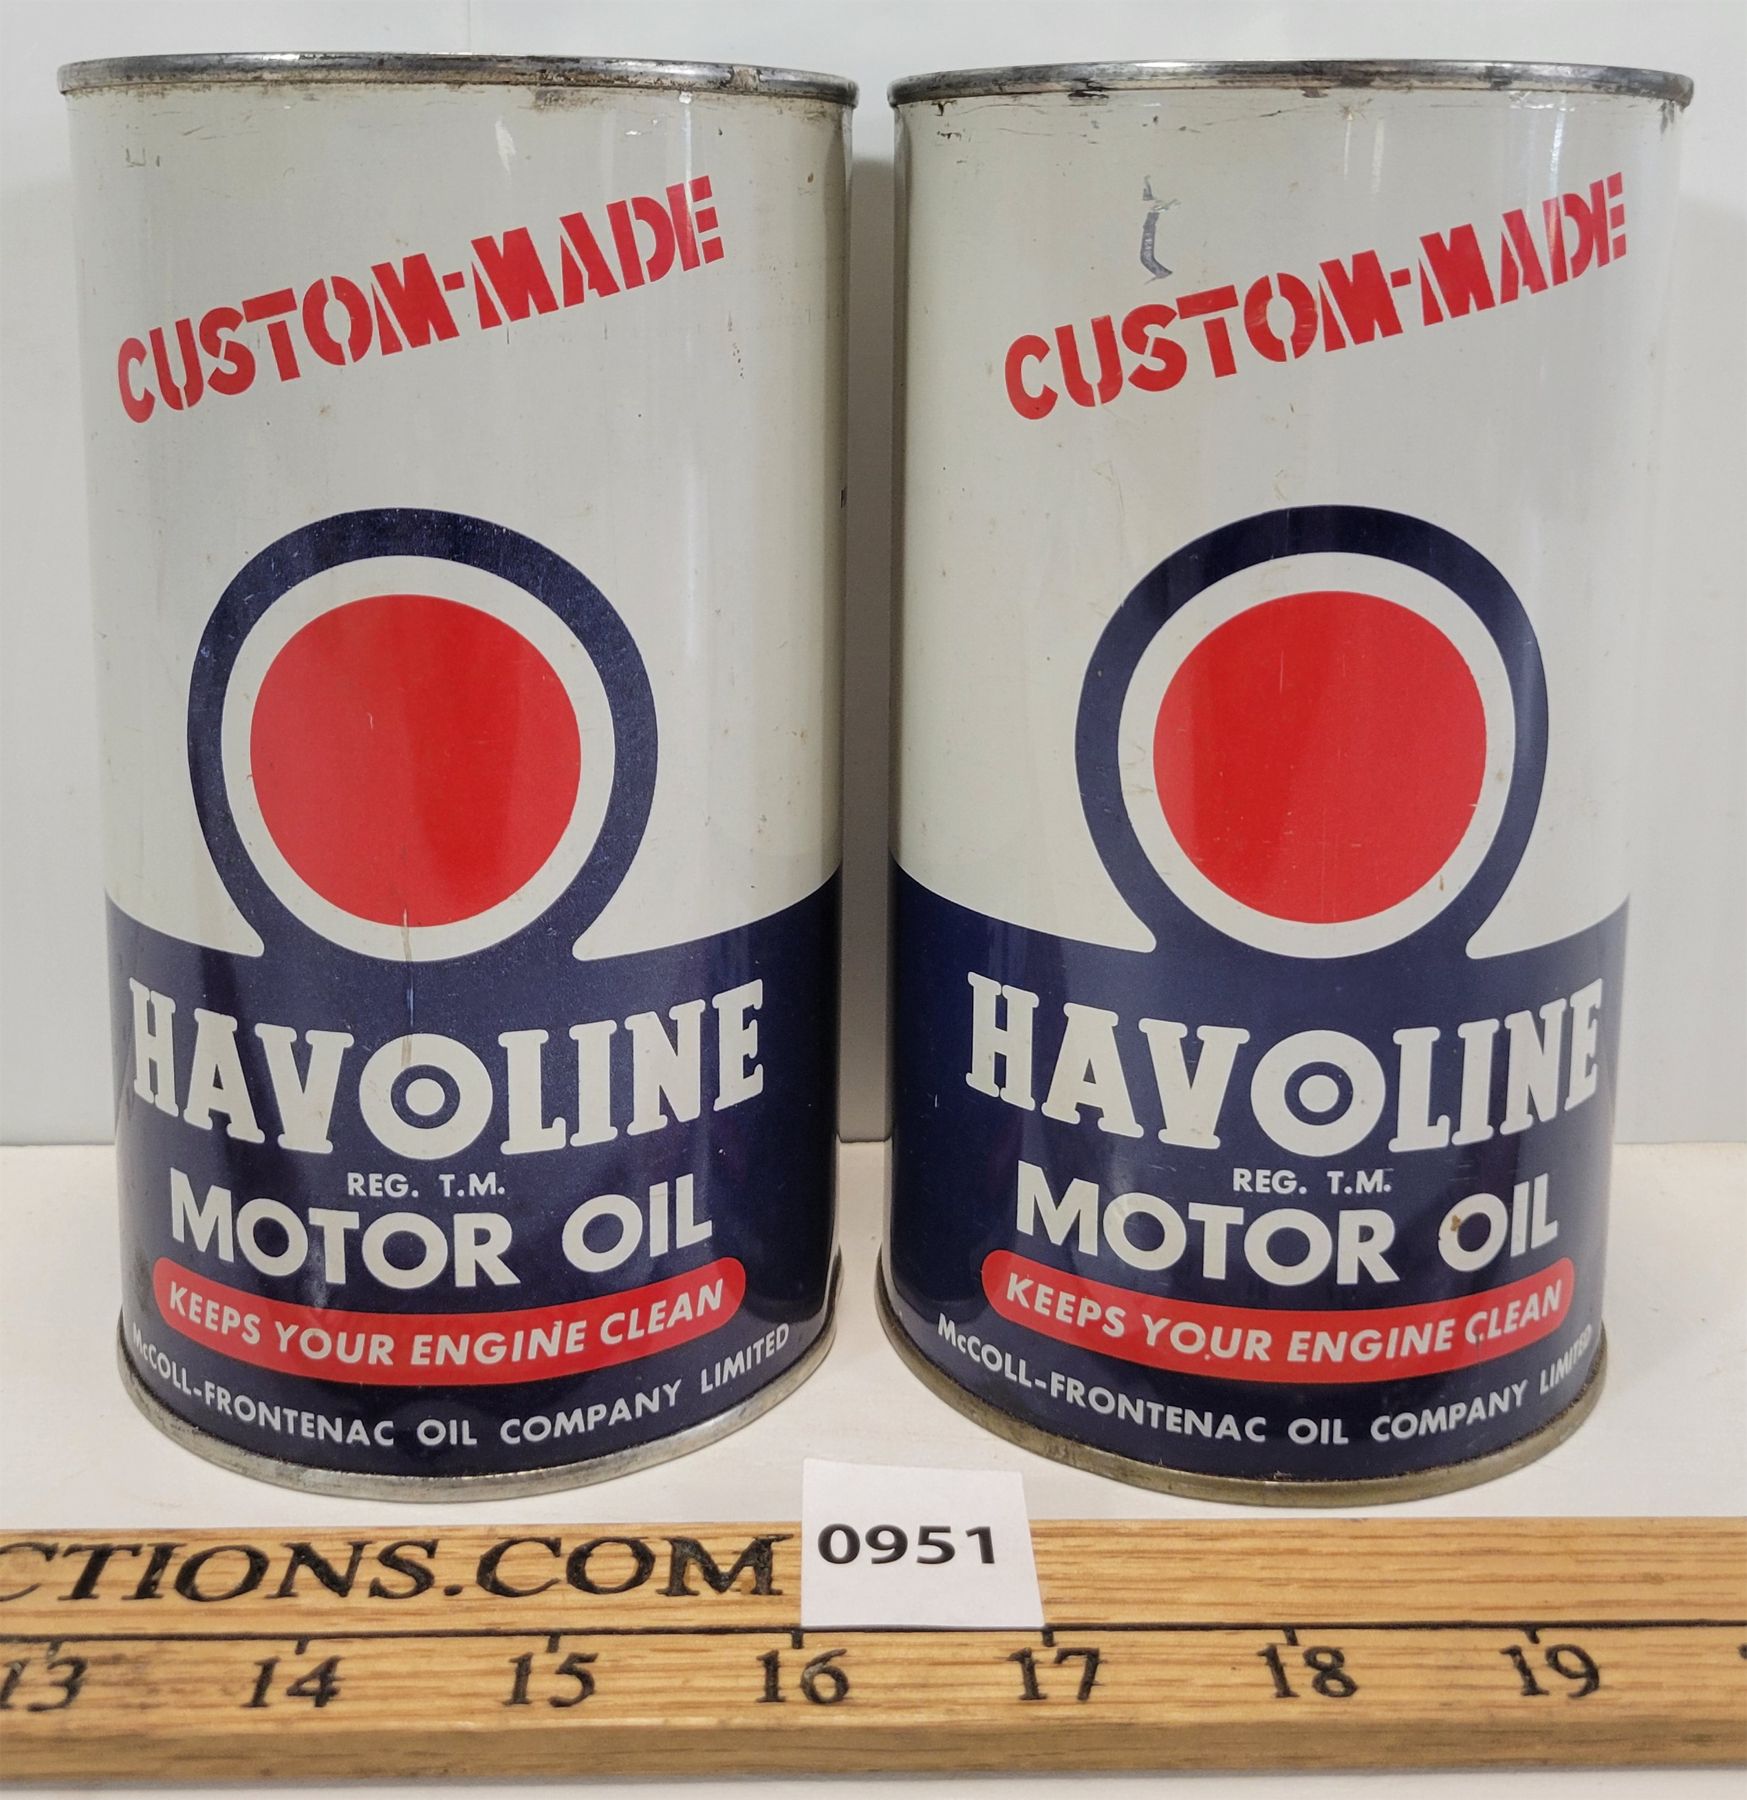 CUSTOM-MADE
HAVOLINE
REG. T.M.
MOTOR OIL
KEEPS YOUR ENGINE CLEAN
McCOLL-FRONTENAC OIL COMPANY LIMITED
CUSTOM-MADE
HAVOLINE
REG. T.M.
MOTOR OIL
KEEPS YOUR ENGINE CLEAN
McCOLL-FRONTENAC OIL COMPANY LIMITED
0951
CTIONS.COM
13 14 15 16 17 18 19